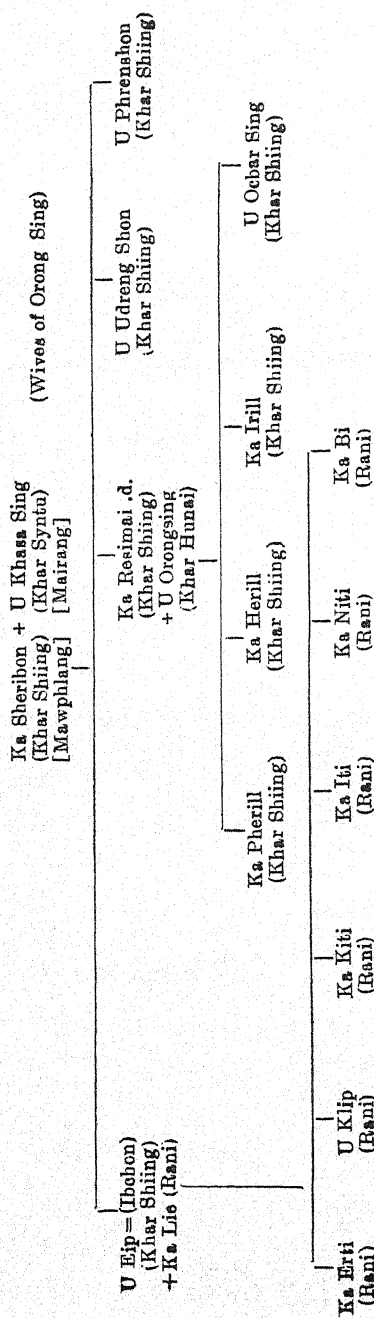 Ka Sheribon + U Khasa Sing
(Khar Shiing) (Khar Syntu)
[Mawphlang] [Mairang]
(Wives of Orong Sing)
U Eip=(Ibobon)
(Khar Shiing)
+Ka Lie (Rani)
Ka Resimai .d.
(Khar Shiing)
+ U Orongsing
(Khar Hunai)
U Udreng Shon
(Khar Shiing)
U Phrenshon
(Khar Shiing)
Ka Pherill
(Khar Shiing)
Ka Herill
(Khar Shiing)
Ka Irill
(Khar Shiing)
U Ocbar Sing
(Khar Shiing)
Ka Erti
(Rani)
U Klip
(Rani)
Ka Kiti
(Rani)
Ka Iti
(Rani)
Ka Niti
(Rani)
Ka Bi
(Rani)